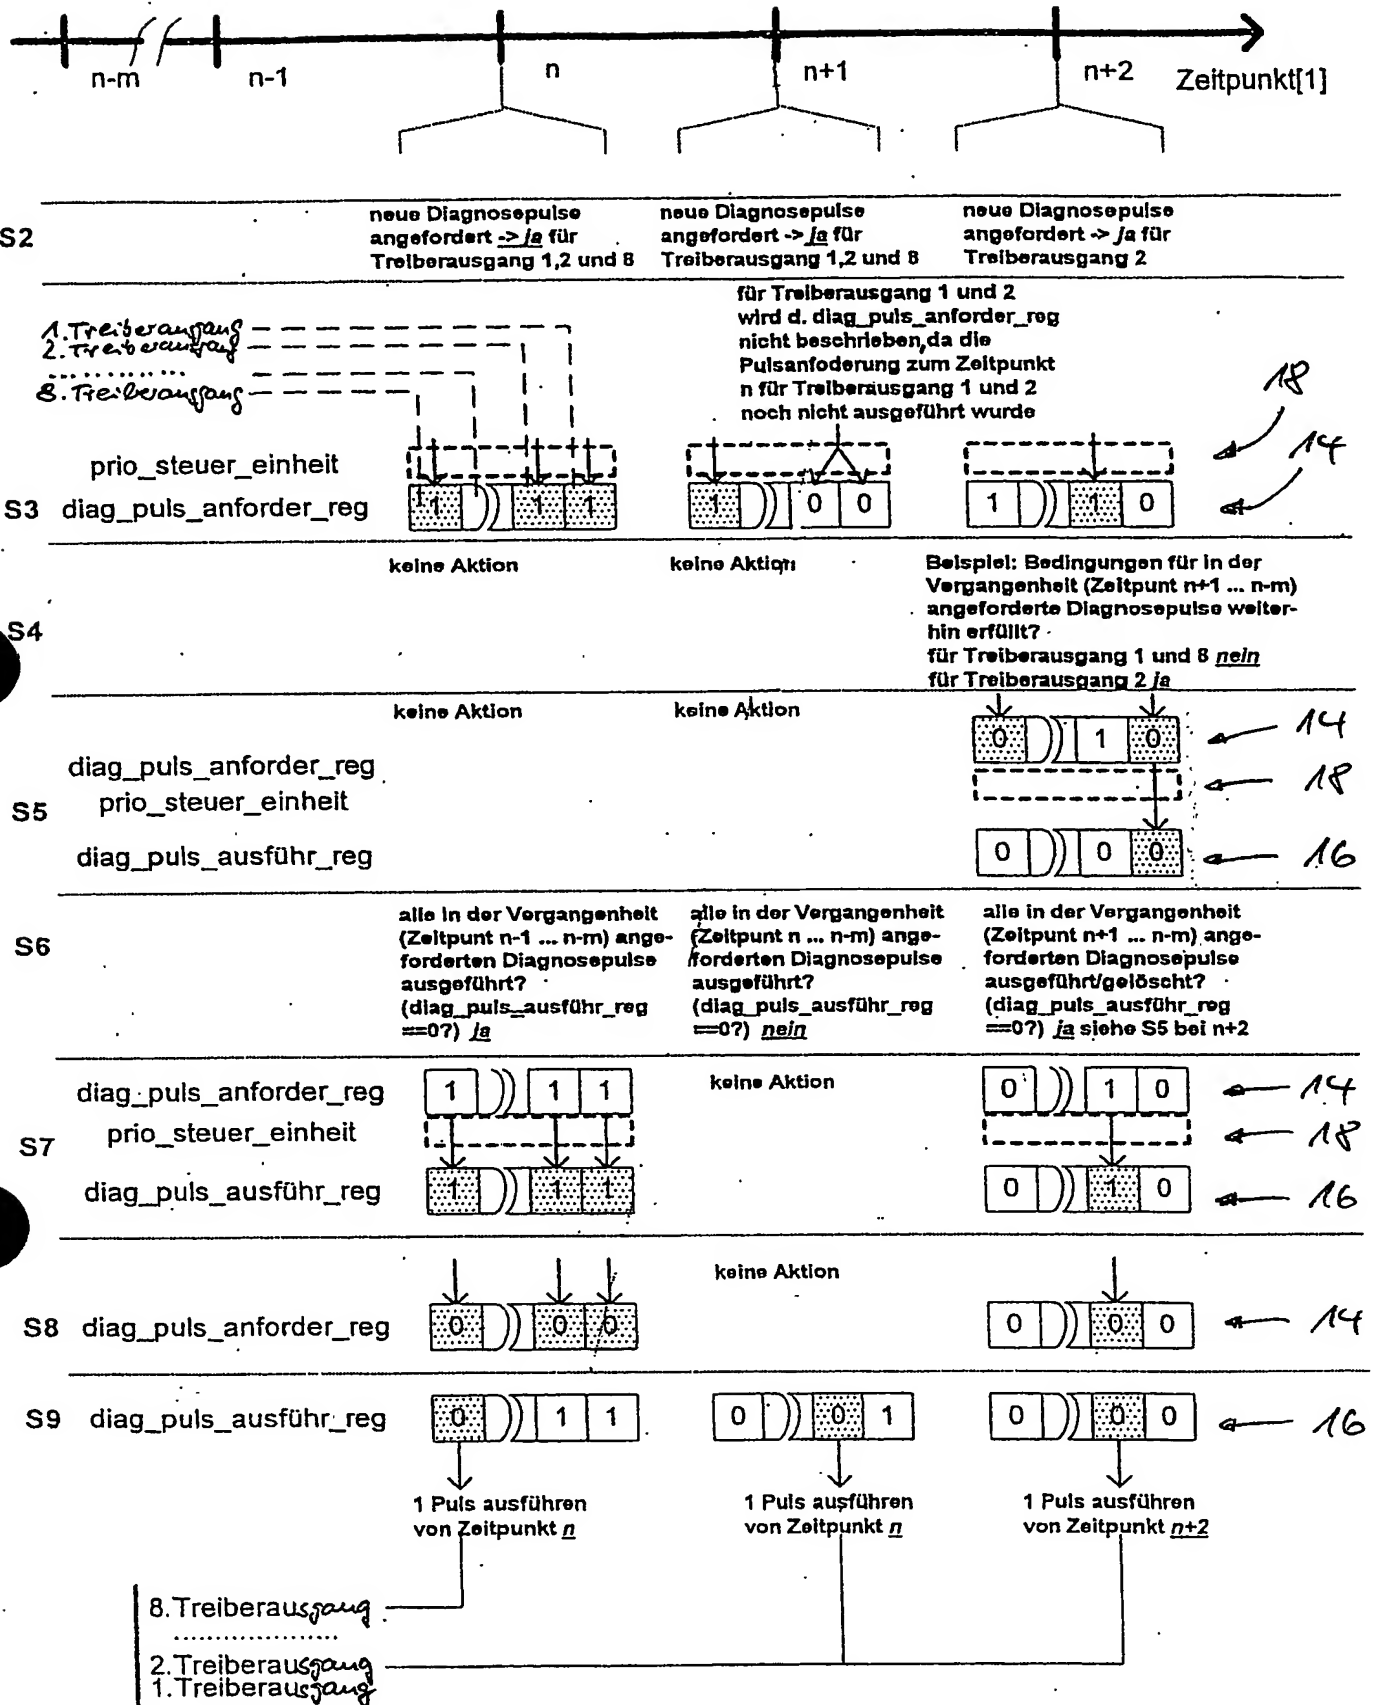 n-m n-1 n n+1 n+2 Zeitpunkt[1]
S2
neue Diagnosepulse
angefordert -> ja für
Treiberausgang 1,2 und 8
neue Diagnosepulse
angefordert -> ja für
Treiberausgang 1,2 und 8
neue Diagnosepulse
angefordert -> ja für
Treiberausgang 2
für Treiberausgang 1 und 2
wird d. diag_puls_anforder_reg
nicht beschrieben, da die
Pulsanfoderung zum Zeitpunkt
n für Treiberausgang 1 und 2
noch nicht ausgeführt wurde
1. Treiberausgang
2. Treiberausgang
..............
8. Treiberausgang
18
14
prio_steuer_einheit
S3 diag_puls_anforder_reg
1 1 1
1 0 0
1 1 0
S4
keine Aktion
keine Aktion
Beispiel: Bedingungen für in der
Vergangenheit (Zeitpunt n+1 ... n-m)
angeforderte Diagnosepulse weiter-
hin erfüllt?
für Treiberausgang 1 und 8 nein
für Treiberausgang 2 ja
keine Aktion
keine Aktion
S5
diag_puls_anforder_reg
0 1 0
14
prio_steuer_einheit
18
diag_puls_ausführ_reg
0 0 0
16
S6
alle in der Vergangenheit
(Zeitpunt n-1 ... n-m) ange-
forderten Diagnosepulse
ausgeführt?
(diag_puls_ausführ_reg
==0?) ja
alle in der Vergangenheit
(Zeitpunt n ... n-m) ange-
forderten Diagnosepulse
ausgeführt?
(diag_puls_ausführ_reg
==0?) nein
alle in der Vergangenheit
(Zeitpunt n+1 ... n-m) ange-
forderten Diagnosepulse
ausgeführt/gelöscht?
(diag_puls_ausführ_reg
==0?) ja siehe S5 bei n+2
S7
diag_puls_anforder_reg
1 1 1
keine Aktion
0 1 0
14
prio_steuer_einheit
18
diag_puls_ausführ_reg
1 1 1
0 1 0
16
keine Aktion
S8 diag_puls_anforder_reg
0 0 0
0 0 0
14
S9 diag_puls_ausführ_reg
0 1 1
0 0 1
0 0 0
16
1 Puls ausführen
von Zeitpunkt n
1 Puls ausführen
von Zeitpunkt n
1 Puls ausführen
von Zeitpunkt n+2
8.Treiberausgang
..................
2.Treiberausgang
1.Treiberausgang